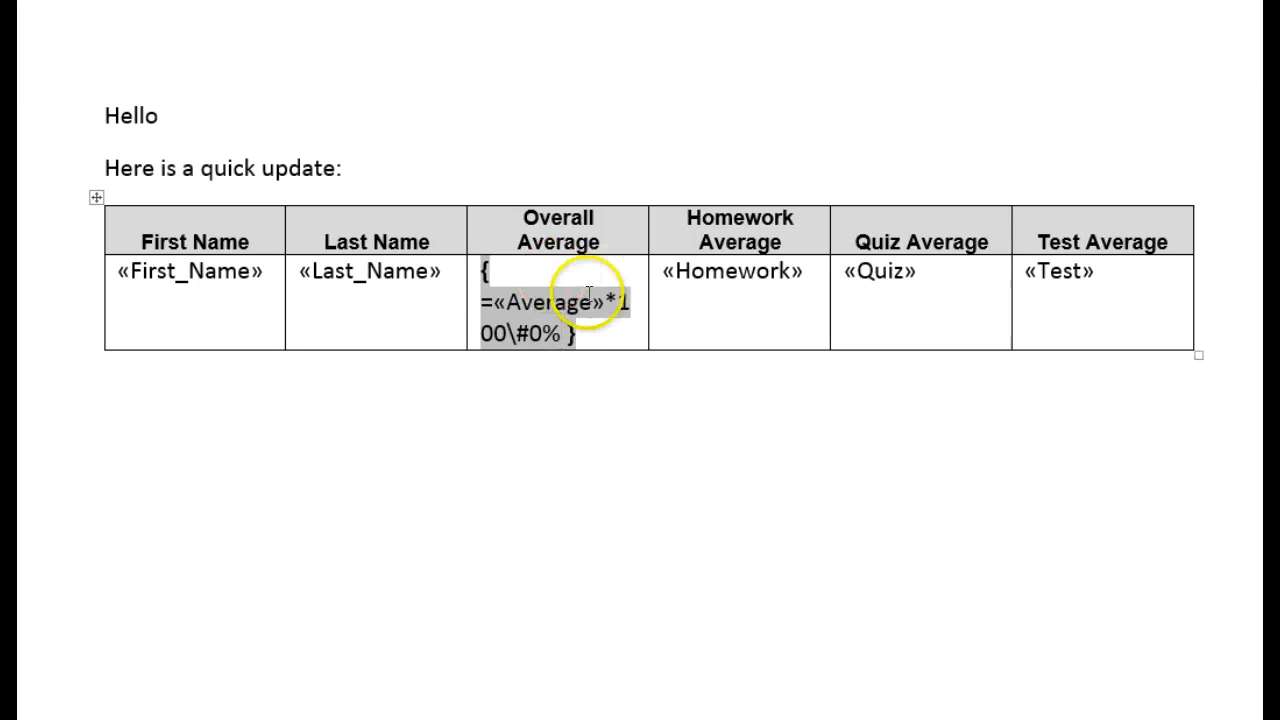 Hello
Here is a quick update:
First Name
Last Name
Overall
Average
Homework
Average
Quiz Average
Test Average
«First_Name»
«Last_Name»
{
=«Average»*1
00\#0% }
«Homework»
«Quiz»
«Test»